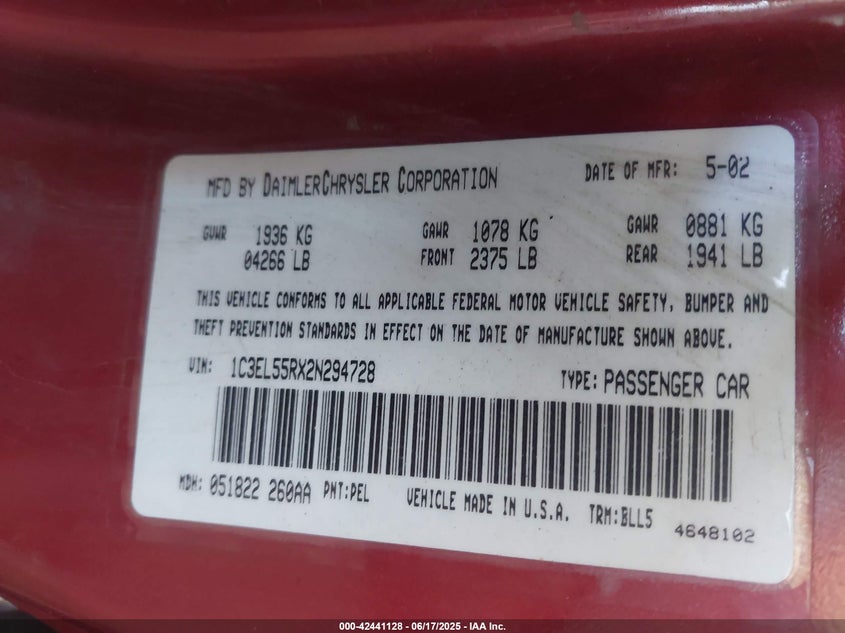 MFD BY DAIMLERCHRYSLER CORPORATION DATE OF MFR: 5-02
GVWR 1936 KG GAWR 1078 KG GAWR 0881 KG
04266 LB FRONT 2375 LB REAR 1941 LB
THIS VEHICLE CONFORMS TO ALL APPLICABLE FEDERAL MOTOR VEHICLE SAFETY, BUMPER AND
THEFT PREVENTION STANDARDS IN EFFECT ON THE DATE OF MANUFACTURE SHOWN ABOVE.
VIN: 1C3EL55RX2N294728 TYPE: PASSENGER CAR
MDH: 051822 260AA PNT:PEL VEHICLE MADE IN U.S.A. TRM:BLL5 4648102
000-42441128 - 06/17/2025 - IAA Inc.